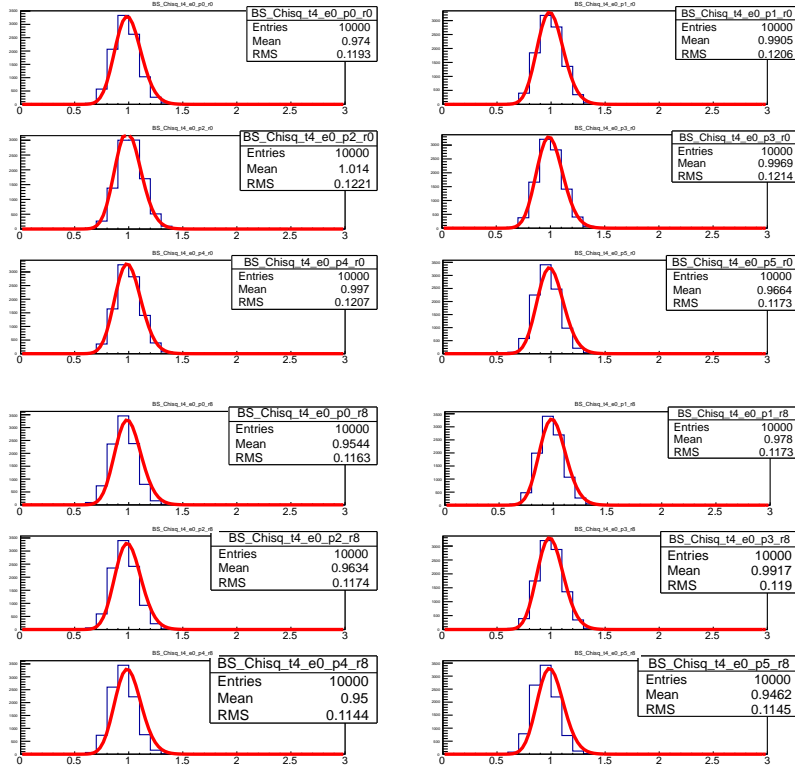 BS_Chisq_t4_e0_p0_r0
BS_Chisq_t4_e0_p0_r0
Entries 10000
Mean 0.974
RMS 0.1193
0 0.5 1 1.5 2 2.5 3
BS_Chisq_t4_e0_p1_r0
BS_Chisq_t4_e0_p1_r0
Entries 10000
Mean 0.9905
RMS 0.1206
0 0.5 1 1.5 2 2.5 3
BS_Chisq_t4_e0_p2_r0
BS_Chisq_t4_e0_p2_r0
Entries 10000
Mean 1.014
RMS 0.1221
0 0.5 1 1.5 2 2.5 3
BS_Chisq_t4_e0_p3_r0
BS_Chisq_t4_e0_p3_r0
Entries 10000
Mean 0.9969
RMS 0.1214
0 0.5 1 1.5 2 2.5 3
BS_Chisq_t4_e0_p4_r0
BS_Chisq_t4_e0_p4_r0
Entries 10000
Mean 0.997
RMS 0.1207
0 0.5 1 1.5 2 2.5 3
BS_Chisq_t4_e0_p5_r0
BS_Chisq_t4_e0_p5_r0
Entries 10000
Mean 0.9664
RMS 0.1173
0 0.5 1 1.5 2 2.5 3
BS_Chisq_t4_e0_p0_r8
BS_Chisq_t4_e0_p0_r8
Entries 10000
Mean 0.9544
RMS 0.1163
0 0.5 1 1.5 2 2.5 3
BS_Chisq_t4_e0_p1_r8
BS_Chisq_t4_e0_p1_r8
Entries 10000
Mean 0.978
RMS 0.1173
0 0.5 1 1.5 2 2.5 3
BS_Chisq_t4_e0_p2_r8
BS_Chisq_t4_e0_p2_r8
Entries 10000
Mean 0.9634
RMS 0.1174
0 0.5 1 1.5 2 2.5 3
BS_Chisq_t4_e0_p3_r8
BS_Chisq_t4_e0_p3_r8
Entries 10000
Mean 0.9917
RMS 0.119
0 0.5 1 1.5 2 2.5 3
BS_Chisq_t4_e0_p4_r8
BS_Chisq_t4_e0_p4_r8
Entries 10000
Mean 0.95
RMS 0.1144
0 0.5 1 1.5 2 2.5 3
BS_Chisq_t4_e0_p5_r8
BS_Chisq_t4_e0_p5_r8
Entries 10000
Mean 0.9462
RMS 0.1145
0 0.5 1 1.5 2 2.5 3